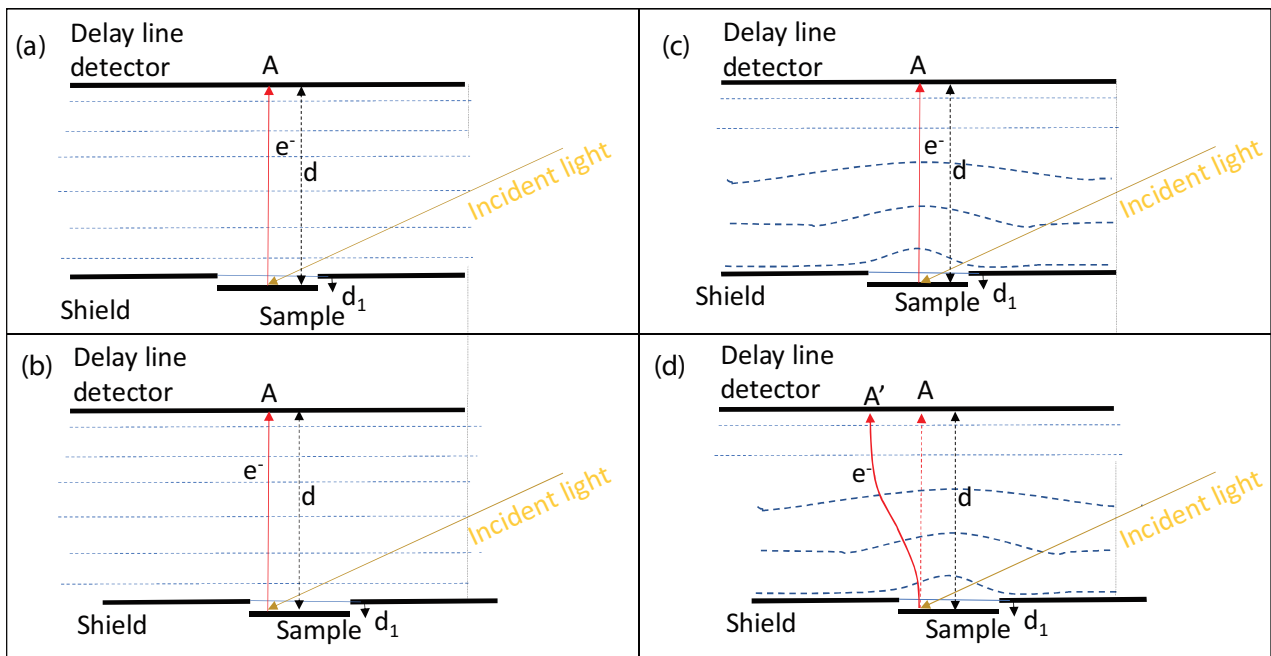 (a)
Delay line
detector
A
e-
d
Incident light
d1
Shield
Sample
(c)
Delay line
detector
A
e-
d
Incident light
d1
Shield
Sample
(b)
Delay line
detector
A
e-
d
Incident light
d1
Shield
Sample
(d)
Delay line
detector
A'
A
e-
d
Incident light
d1
Shield
Sample